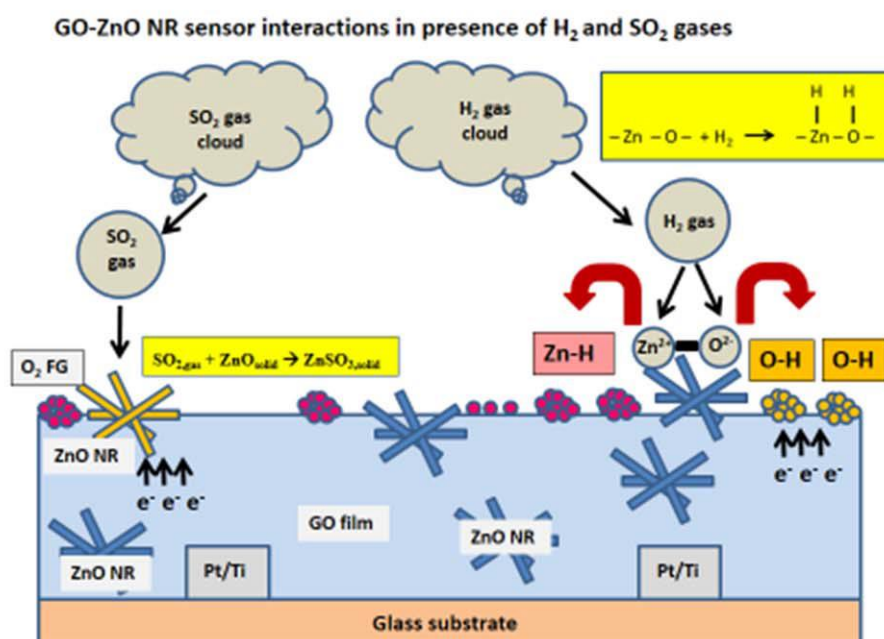 GO-ZnO NR sensor interactions in presence of H₂ and SO₂ gases
SO₂ gas
cloud
H₂ gas
cloud
H H
– Zn – O – + H₂ → – Zn – O –
SO₂
gas
H₂ gas
O₂ FG
SO₂,gas + ZnOsolid → ZnSO₃,solid
Zn-H
Zn²⁺
O²⁻
O-H
O-H
ZnO NR
e⁻ e⁻ e⁻
e⁻ e⁻ e⁻
GO film
ZnO NR
ZnO NR
Pt/Ti
Pt/Ti
Glass substrate